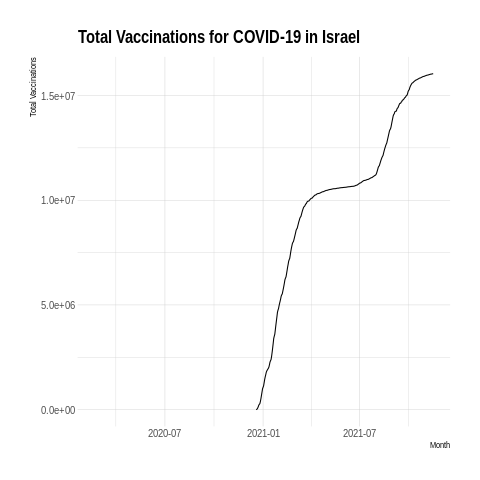 Total Vaccinations for COVID-19 in Israel
Total Vaccinations
1.5e+07
1.0e+07
5.0e+06
0.0e+00
2020-07
2021-01
2021-07
Month